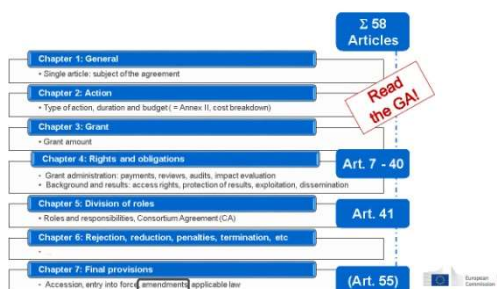 Σ 58
Articles
Chapter 1: General
• Single article: subject of the agreement
Chapter 2: Action
• Type of action, duration and budget ( = Annex II, cost breakdown)
Read
the GA!
Chapter 3: Grant
• Grant amount
Chapter 4: Rights and obligations
Art. 7 - 40
• Grant administration: payments, reviews, audits, impact evaluation
• Background and results: access rights, protection of results, exploitation, dissemination
Chapter 5: Division of roles
Art. 41
• Roles and responsibilities, Consortium Agreement (CA)
Chapter 6: Rejection, reduction, penalties, termination, etc
Chapter 7: Final provisions
(Art. 55)
• Accession, entry into force, amendments, applicable law
European
Commission